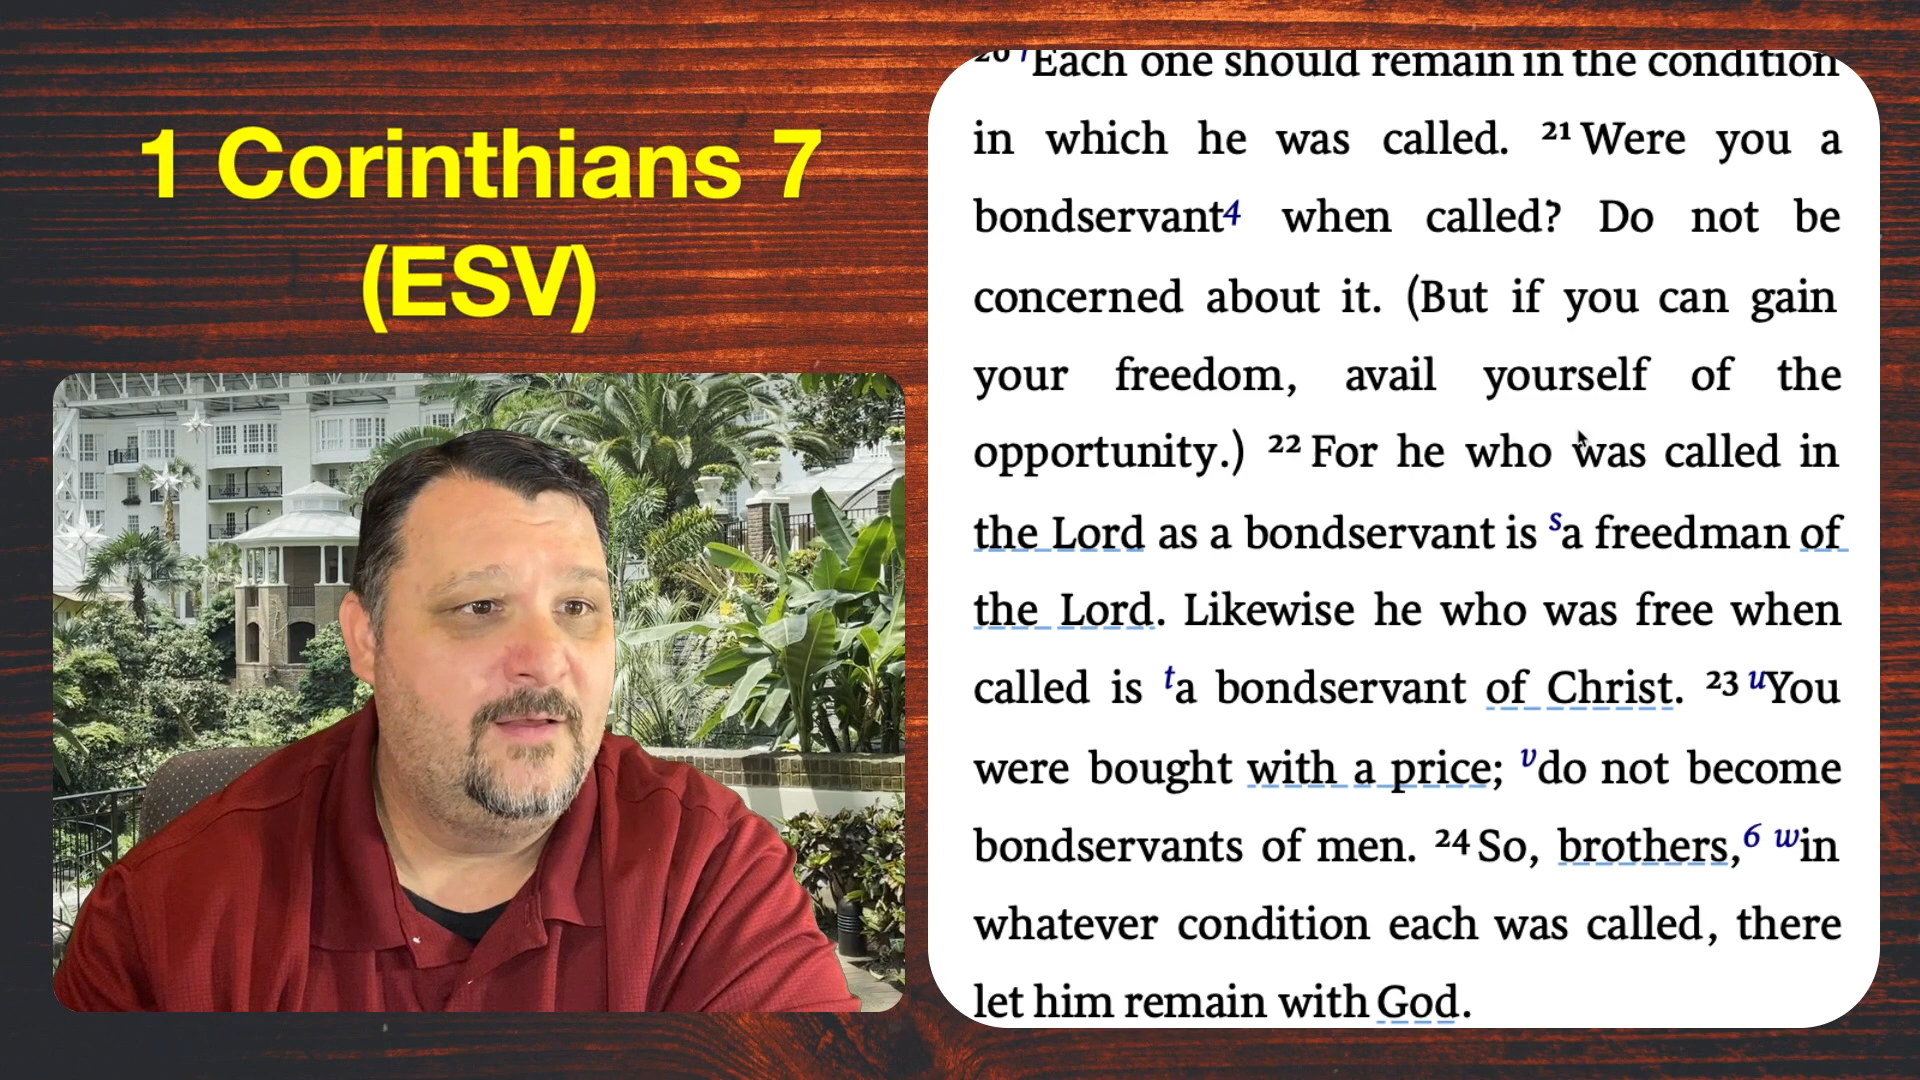 1 Corinthians 7
(ESV)
20 rEach one should remain in the condition
in which he was called. 21 Were you a
bondservant4 when called? Do not be
concerned about it. (But if you can gain
your freedom, avail yourself of the
opportunity.) 22 For he who was called in
the Lord as a bondservant is sa freedman of
the Lord. Likewise he who was free when
called is ta bondservant of Christ. 23 uYou
were bought with a price; vdo not become
bondservants of men. 24 So, brothers,6 win
whatever condition each was called, there
let him remain with God.